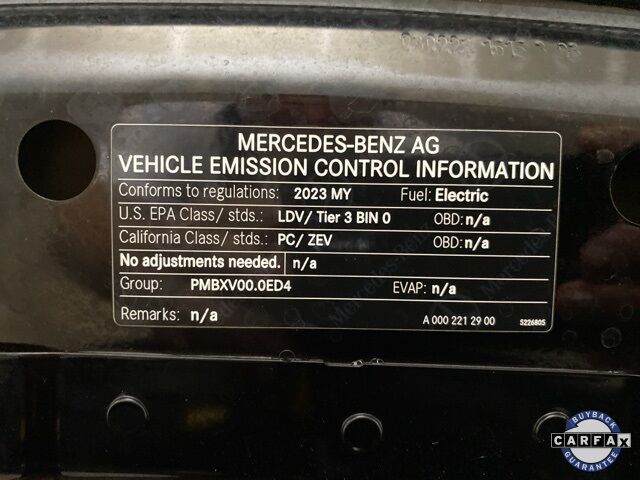 MERCEDES-BENZ AG
VEHICLE EMISSION CONTROL INFORMATION
Conforms to regulations: 2023 MY Fuel: Electric
U.S. EPA Class/ stds.: LDV/ Tier 3 BIN 0 OBD: n/a
California Class/ stds.: PC/ ZEV OBD: n/a
No adjustments needed. n/a
Group: PMBXV00.0ED4 EVAP: n/a
Remarks: n/a A 000 221 29 00 5226805
BUYBACK
CARFAX
GUARANTEE